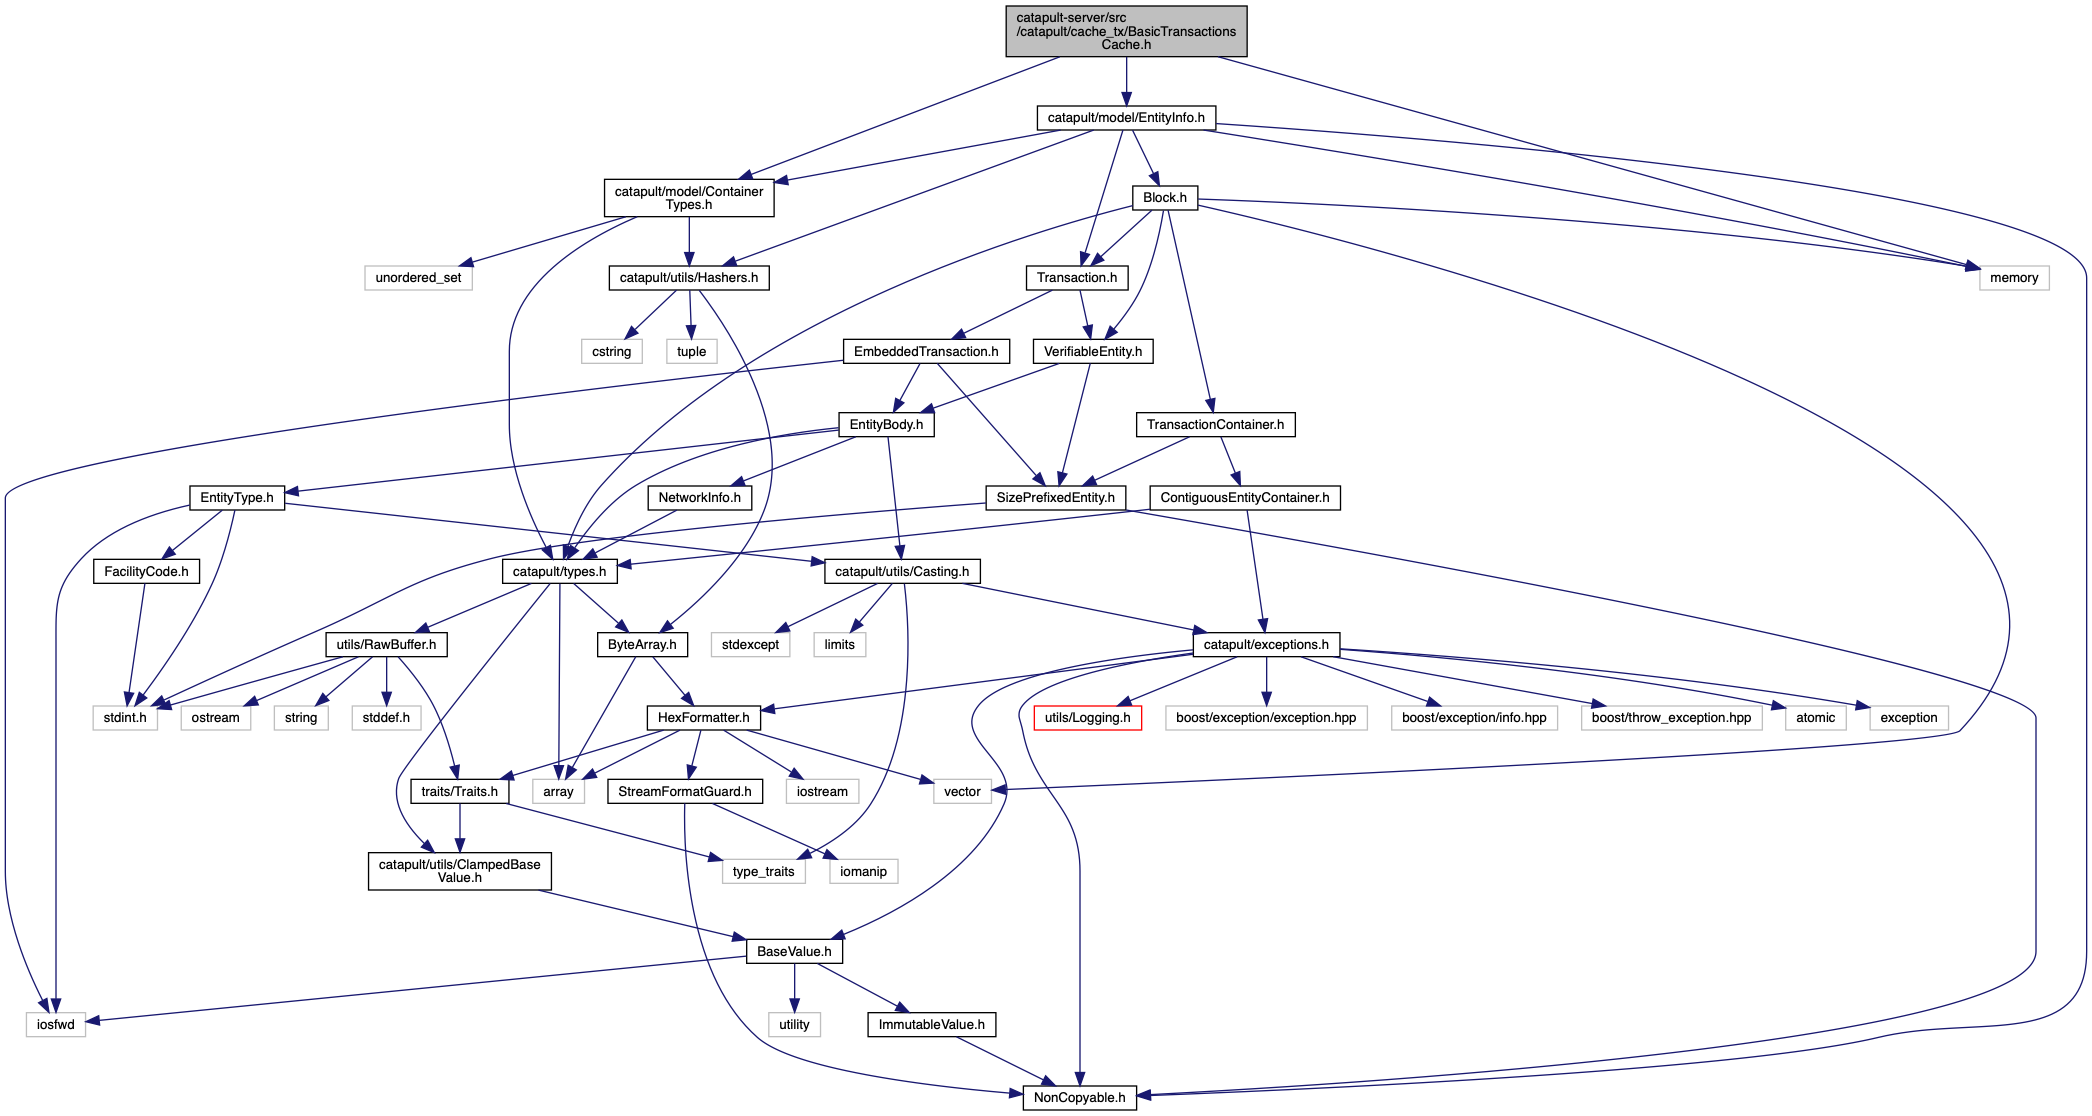 catapult-server/src
/catapult/cache_tx/BasicTransactions
Cache.h
catapult/model/EntityInfo.h
catapult/model/Container
Types.h
Block.h
unordered_set
catapult/utils/Hashers.h
Transaction.h
memory
cstring
tuple
EmbeddedTransaction.h
VerifiableEntity.h
EntityBody.h
TransactionContainer.h
EntityType.h
NetworkInfo.h
SizePrefixedEntity.h
ContiguousEntityContainer.h
FacilityCode.h
catapult/types.h
catapult/utils/Casting.h
utils/RawBuffer.h
ByteArray.h
stdexcept
limits
catapult/exceptions.h
stdint.h
ostream
string
stddef.h
HexFormatter.h
utils/Logging.h
boost/exception/exception.hpp
boost/exception/info.hpp
boost/throw_exception.hpp
atomic
exception
traits/Traits.h
array
StreamFormatGuard.h
iostream
vector
catapult/utils/ClampedBase
Value.h
type_traits
iomanip
BaseValue.h
iosfwd
utility
ImmutableValue.h
NonCopyable.h